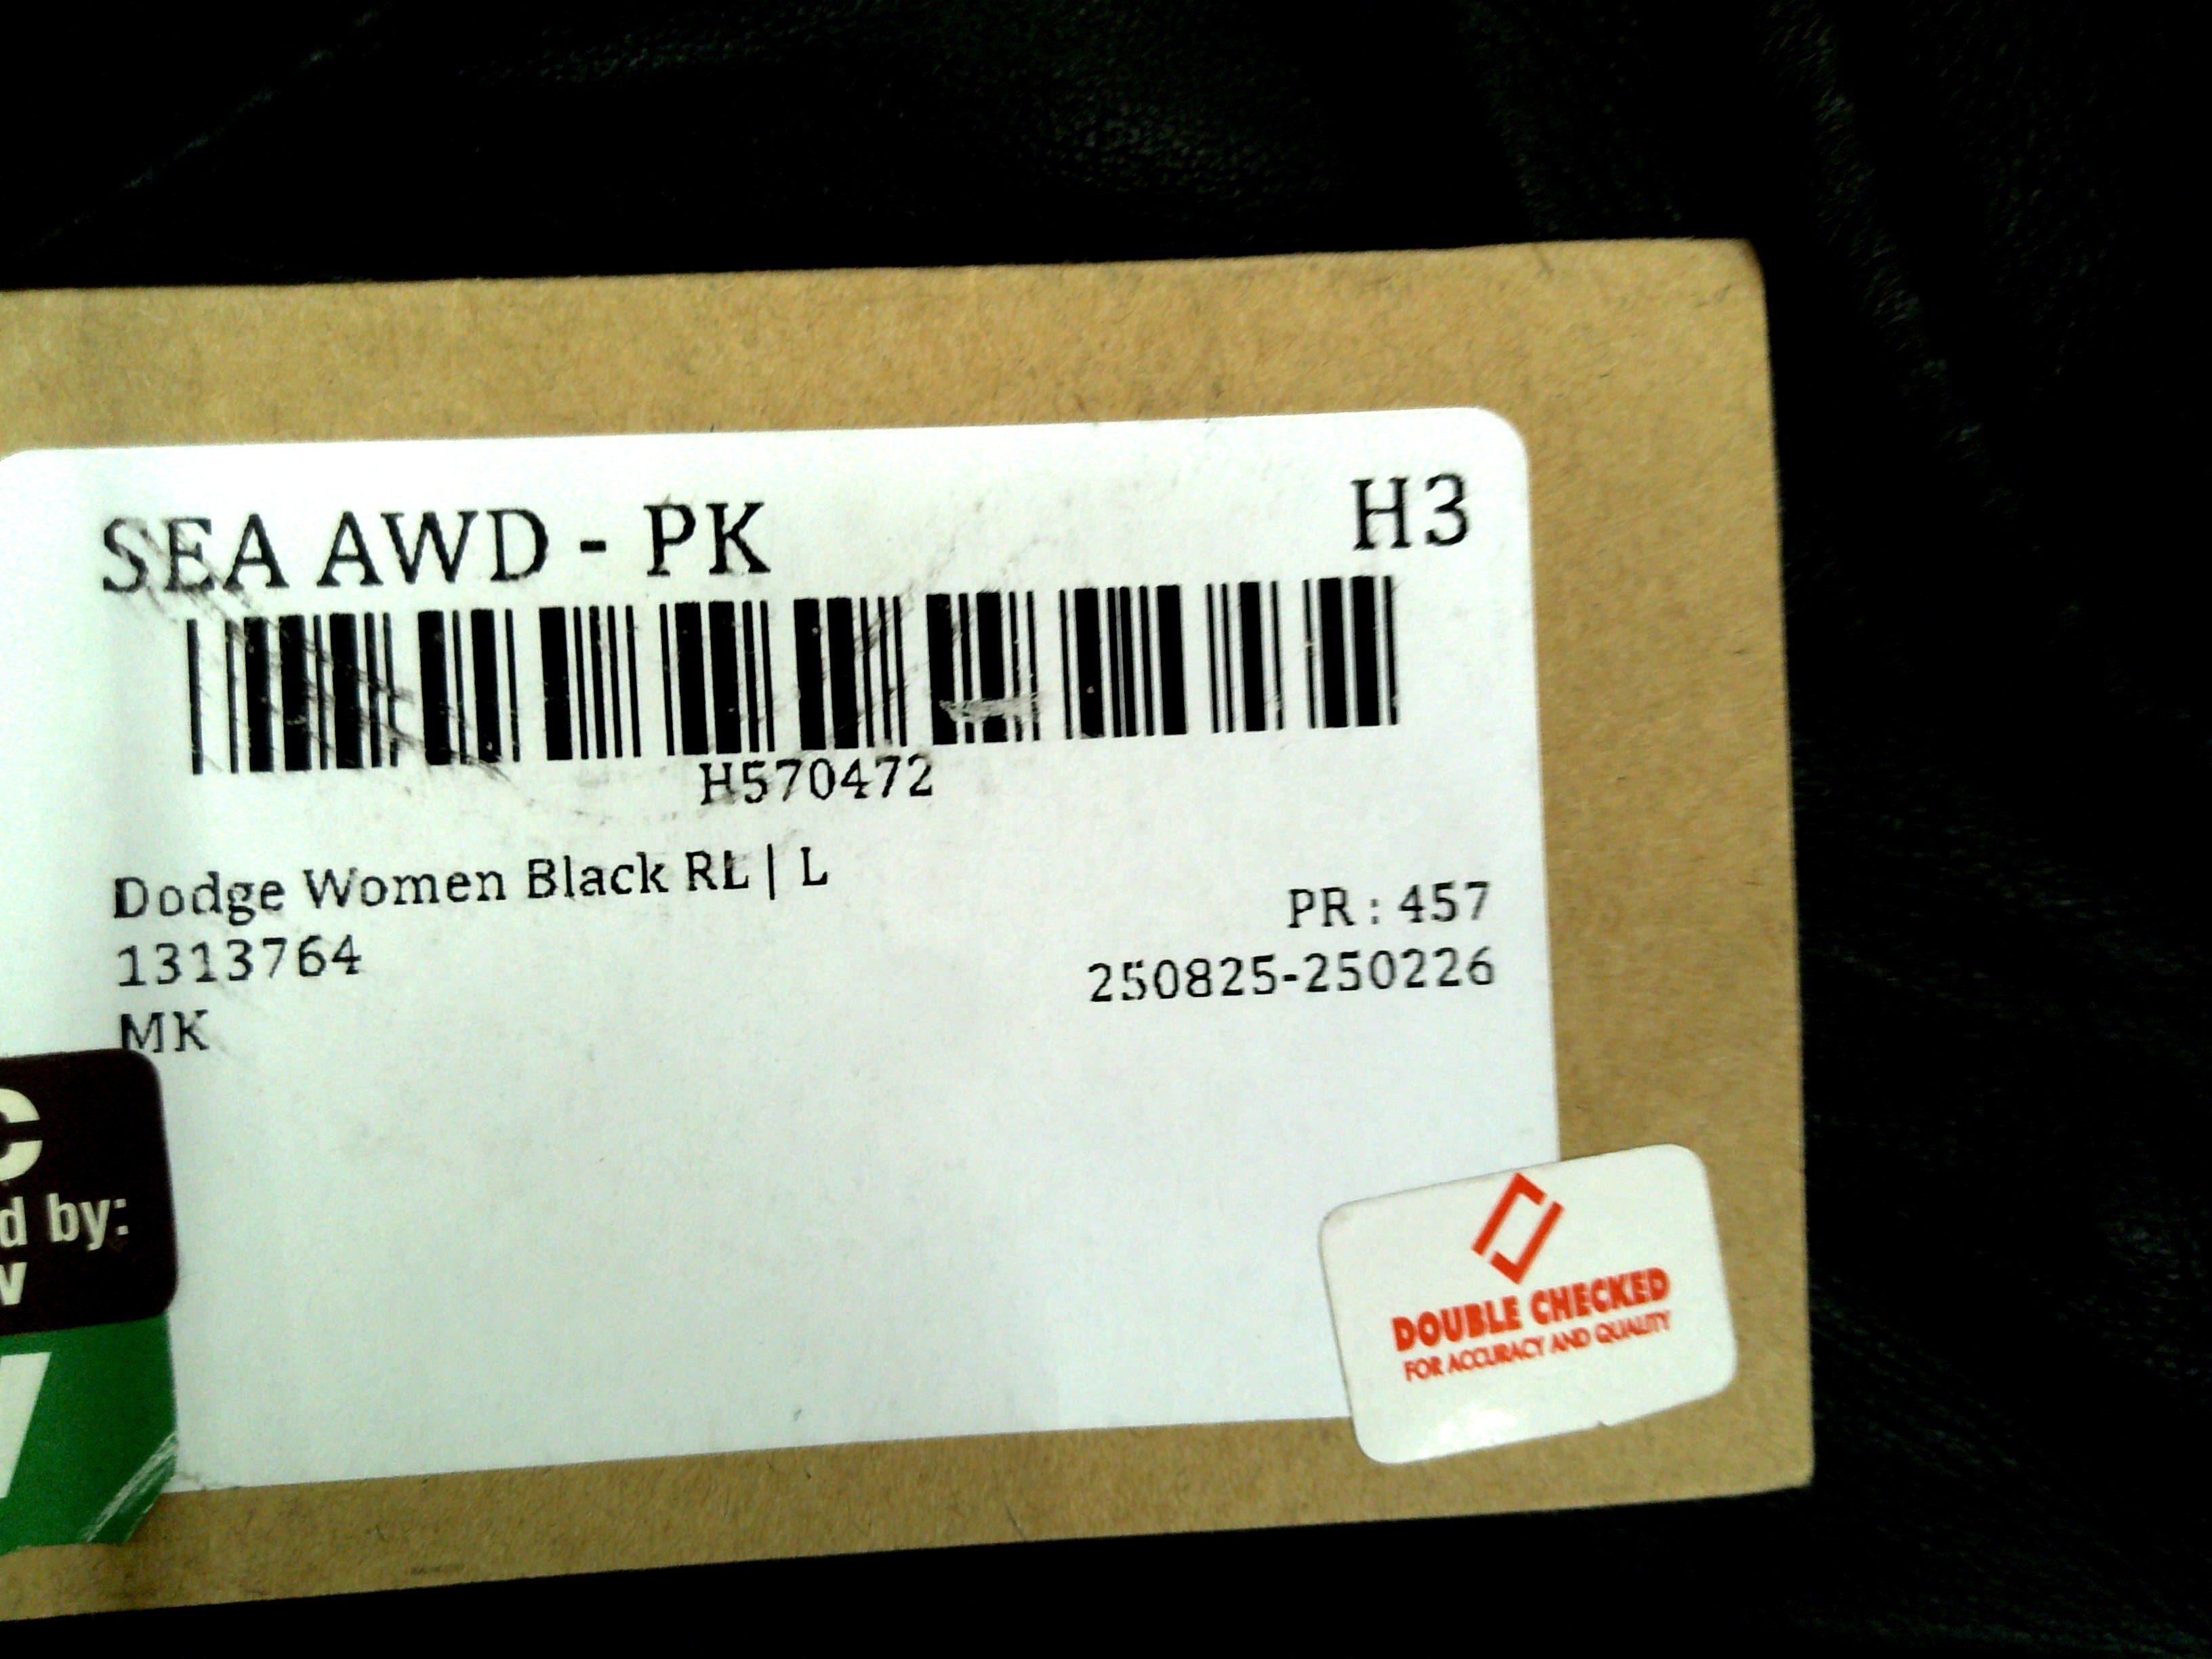 SEA AWD - PK
H3
H570472
Dodge Women Black RL | L
PR : 457
1313764
250825-250226
MK
C
d by:
DOUBLE CHECKED
FOR ACCURACY AND QUALITY